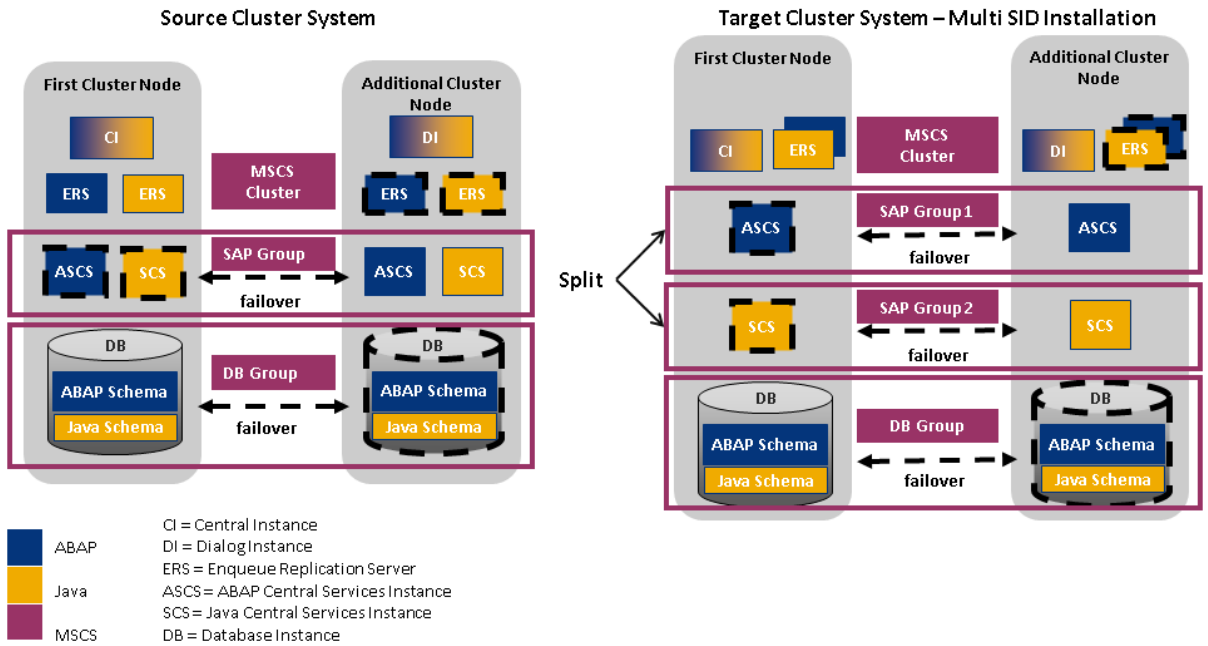 Source Cluster System
First Cluster Node
Additional Cluster
Node
CI
DI
ERS
ERS
MSCS
Cluster
ERS
ERS
ASCS
SCS
SAP Group
failover
ASCS
SCS
DB
ABAP Schema
Java Schema
DB Group
failover
DB
ABAP Schema
Java Schema
Split
Target Cluster System – Multi SID Installation
First Cluster Node
Additional Cluster
Node
CI
ERS
MSCS
Cluster
DI
ERS
ASCS
SAP Group 1
failover
ASCS
SCS
SAP Group 2
failover
SCS
DB
ABAP Schema
Java Schema
DB Group
failover
DB
ABAP Schema
Java Schema
ABAP
Java
MSCS
CI = Central Instance
DI = Dialog Instance
ERS = Enqueue Replication Server
ASCS = ABAP Central Services Instance
SCS = Java Central Services Instance
DB = Database Instance